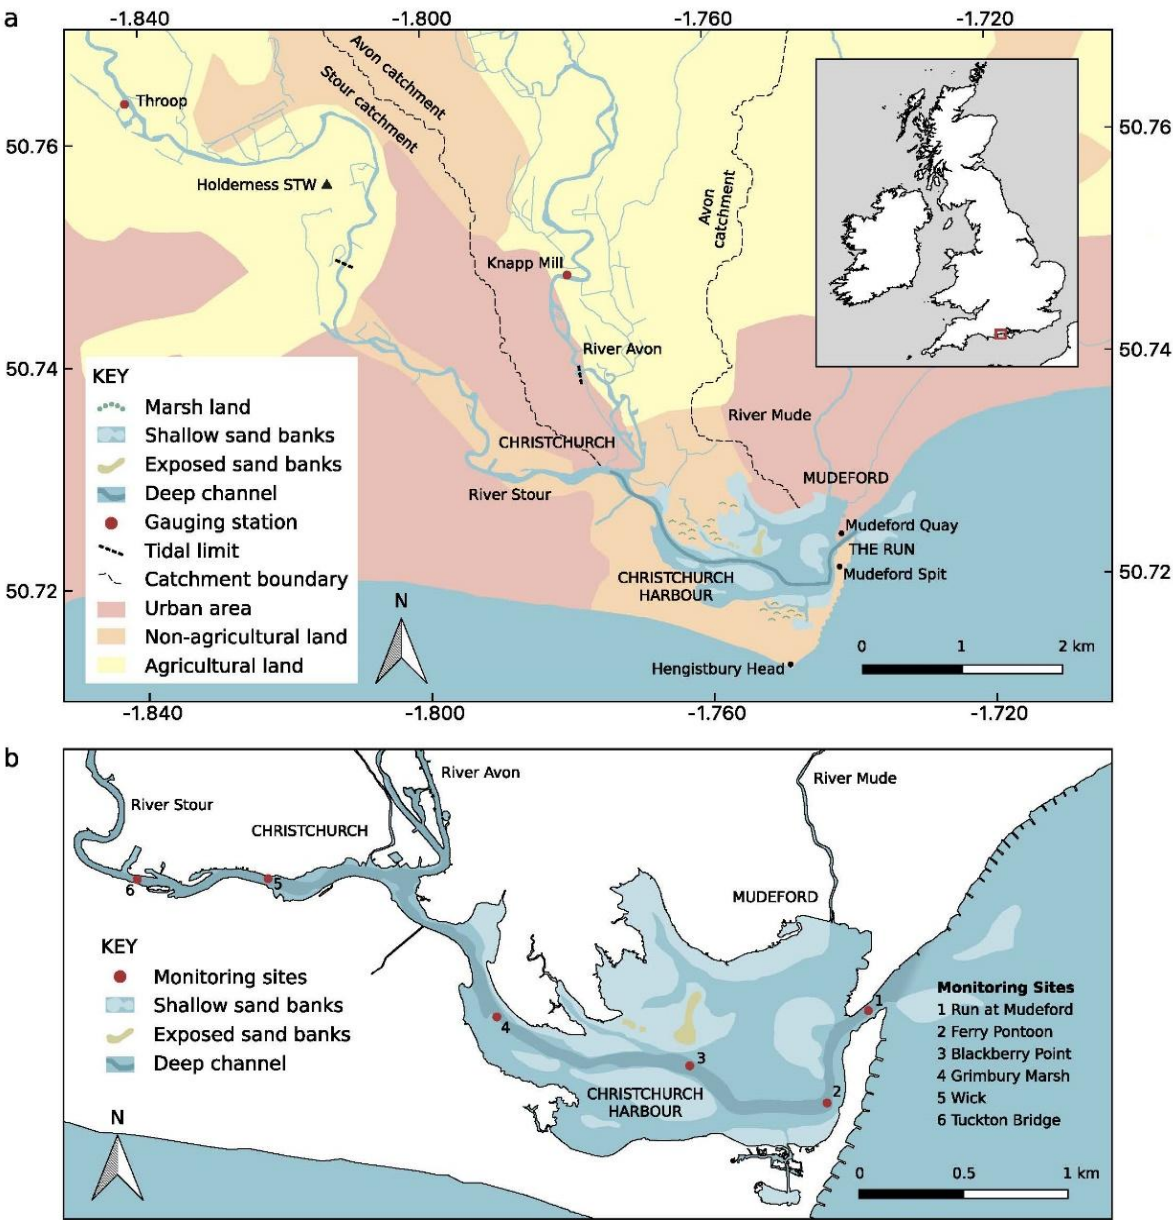 a
-1.840 -1.800 -1.760 -1.720
Avon catchment
Stour catchment
Throop
50.76
50.76
Holderness STW
Avon
catchment
Knapp Mill
River Avon
50.74
50.74
KEY
Marsh land
Shallow sand banks
Exposed sand banks
Deep channel
Gauging station
Tidal limit
Catchment boundary
Urban area
Non-agricultural land
Agricultural land
River Mude
CHRISTCHURCH
MUDEFORD
River Stour
Mudeford Quay
THE RUN
Mudeford Spit
CHRISTCHURCH
HARBOUR
50.72
50.72
N
0 1 2 km
Hengistbury Head
-1.840 -1.800 -1.760 -1.720
b
River Avon
River Mude
River Stour
CHRISTCHURCH
6
5
MUDEFORD
KEY
Monitoring sites
Shallow sand banks
Exposed sand banks
Deep channel
4
3
2
1
CHRISTCHURCH
HARBOUR
Monitoring Sites
1 Run at Mudeford
2 Ferry Pontoon
3 Blackberry Point
4 Grimbury Marsh
5 Wick
6 Tuckton Bridge
N
0 0.5 1 km